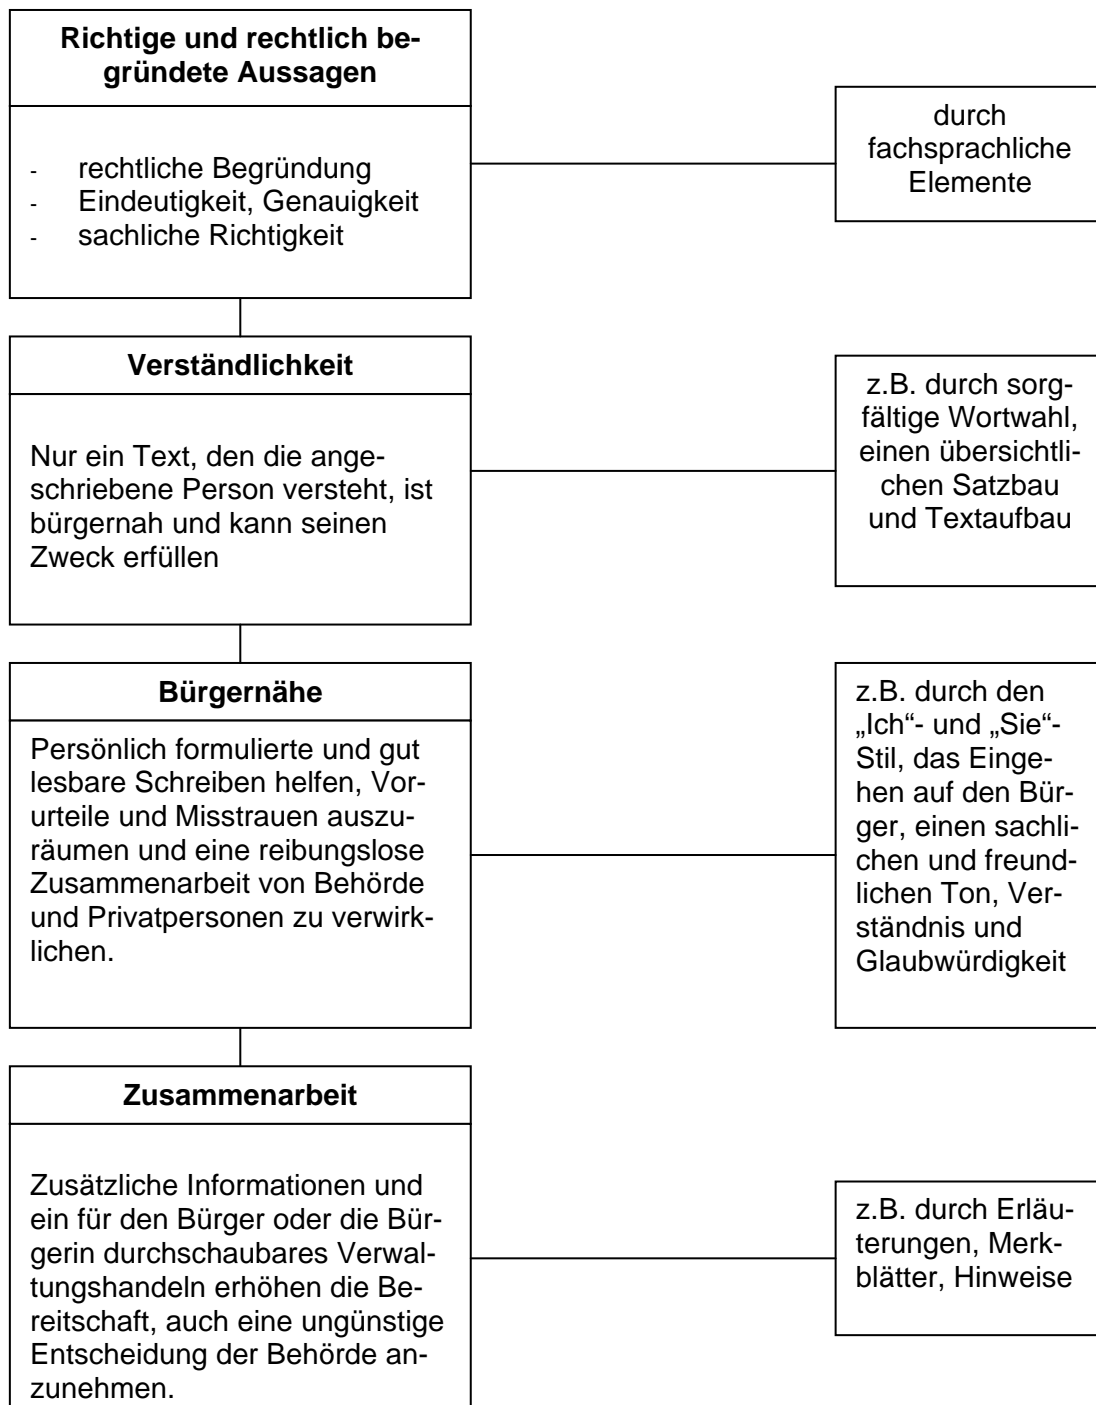 Richtige und rechtlich be-
gründete Aussagen
- rechtliche Begründung
- Eindeutigkeit, Genauigkeit
- sachliche Richtigkeit
durch
fachsprachliche
Elemente
Verständlichkeit
Nur ein Text, den die ange-
schriebene Person versteht, ist
bürgernah und kann seinen
Zweck erfüllen
z.B. durch sorg-
fältige Wortwahl,
einen übersichtli-
chen Satzbau
und Textaufbau
Bürgernähe
Persönlich formulierte und gut
lesbare Schreiben helfen, Vor-
urteile und Misstrauen auszu-
räumen und eine reibungslose
Zusammenarbeit von Behörde
und Privatpersonen zu verwirk-
lichen.
z.B. durch den
„Ich“- und „Sie“-
Stil, das Einge-
hen auf den Bür-
ger, einen sachli-
chen und freund-
lichen Ton, Ver-
ständnis und
Glaubwürdigkeit
Zusammenarbeit
Zusätzliche Informationen und
ein für den Bürger oder die Bür-
gerin durchschaubares Verwal-
tungshandeln erhöhen die Be-
reitschaft, auch eine ungünstige
Entscheidung der Behörde an-
zunehmen.
z.B. durch Erläu-
terungen, Merk-
blätter, Hinweise